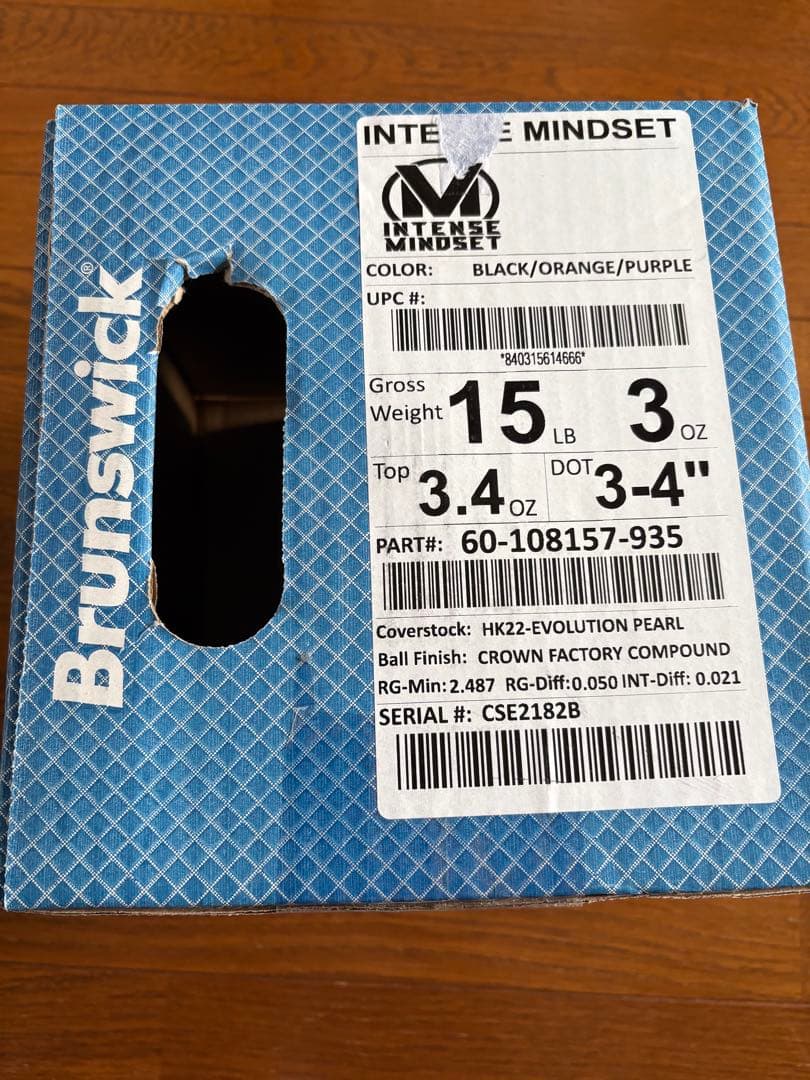 Brunswick®
INTE E MINDSET
INTENSE
MINDSET
COLOR: BLACK/ORANGE/PURPLE
UPC #:
*840315614666*
Gross
Weight 15 LB 3 OZ
Top 3.4 OZ DOT 3-4"
PART#: 60-108157-935
Coverstock: HK22-EVOLUTION PEARL
Ball Finish: CROWN FACTORY COMPOUND
RG-Min: 2.487 RG-Diff:0.050 INT-Diff: 0.021
SERIAL #: CSE2182B